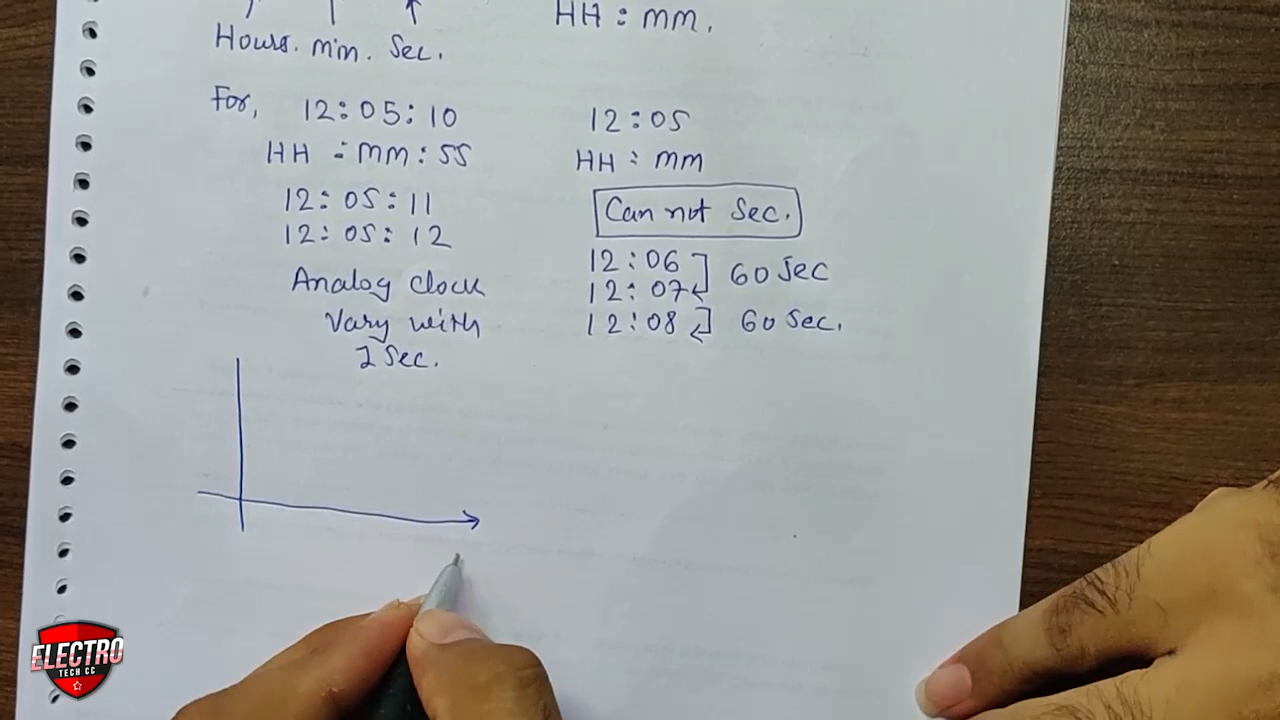 Hours. min. Sec.
HH : mm.
For, 12:05:10
HH : mm : SS
12:05:11
12:05:12
Analog clock
Vary with
1 Sec.
12:05
HH : mm
Can not Sec.
12:06
12:07
60 Sec
12:08
60 Sec.
ELECTRO
TECH CC